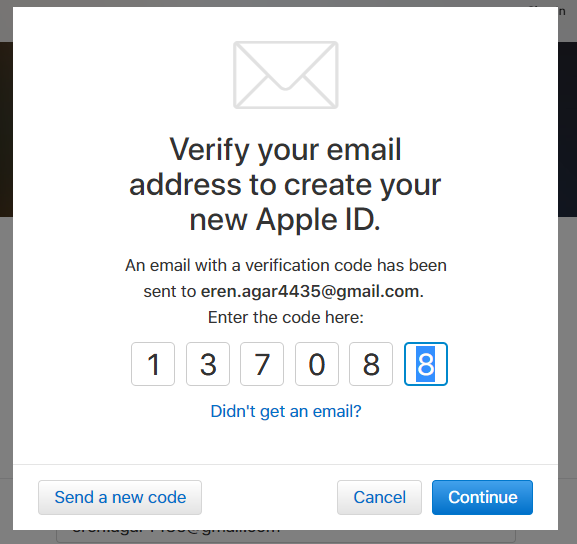 Verify your email
address to create your
new Apple ID.
An email with a verification code has been
sent to eren.agar4435@gmail.com.
Enter the code here:
1 3 7 0 8 8
Didn't get an email?
Send a new code
Cancel
Continue